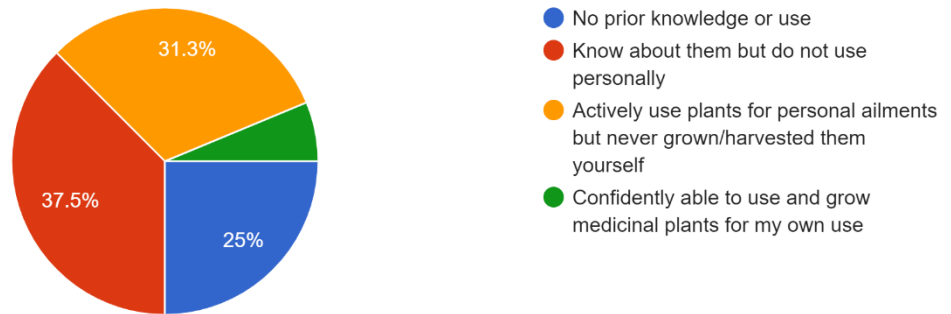 31.3%
37.5%
25%
No prior knowledge or use
Know about them but do not use
personally
Actively use plants for personal ailments
but never grown/harvested them
yourself
Confidently able to use and grow
medicinal plants for my own use